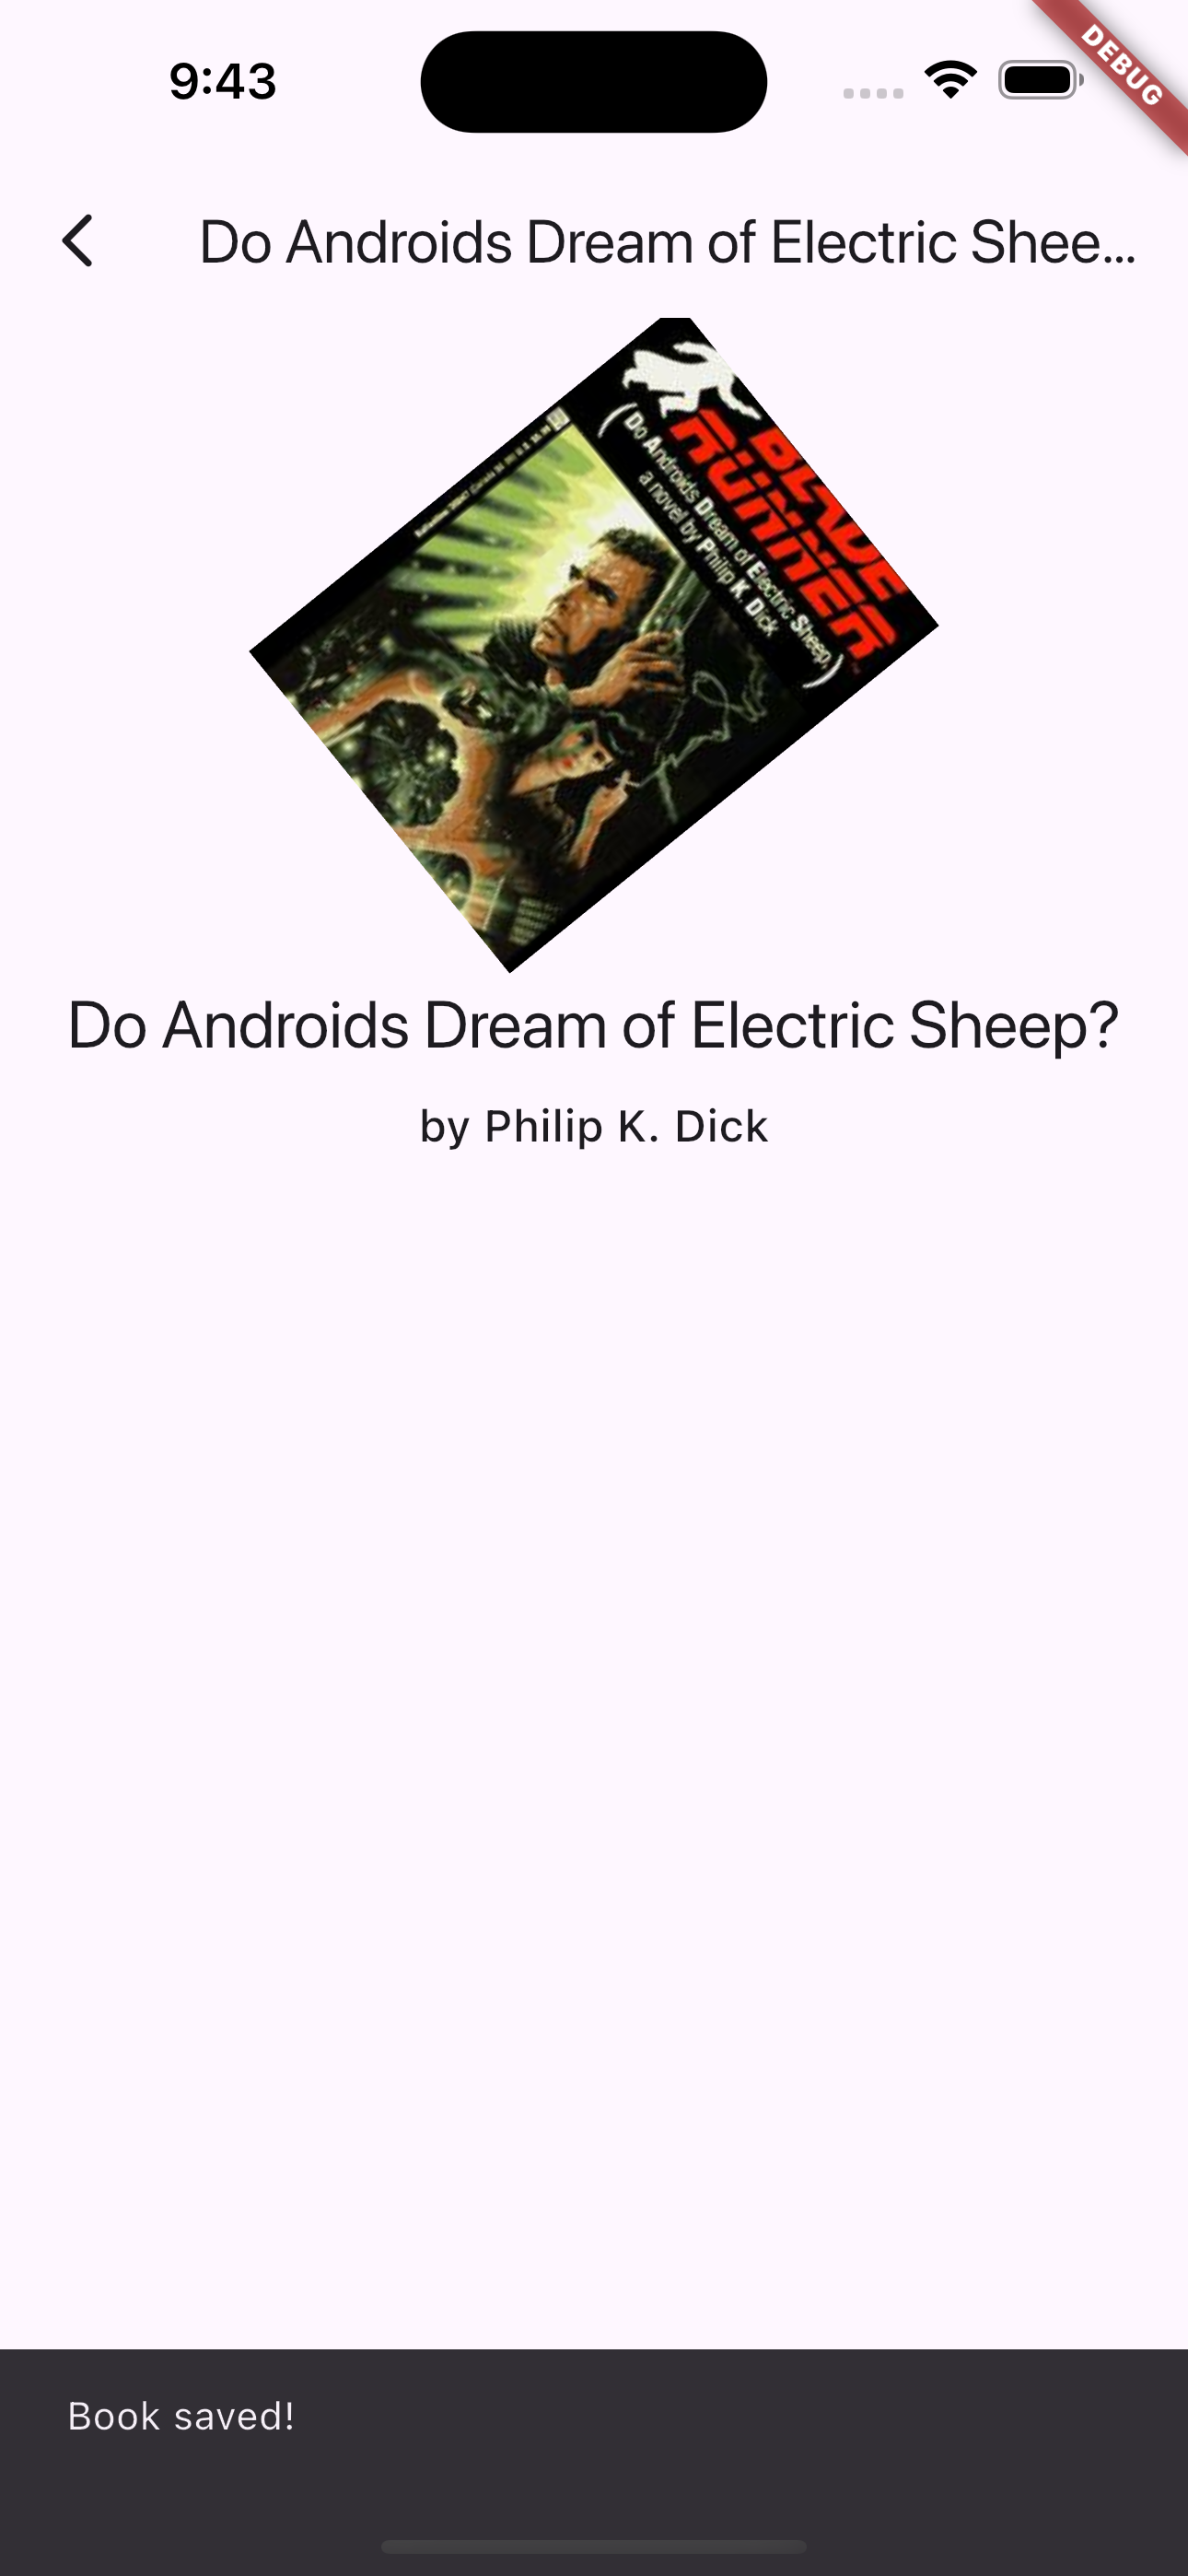 9:43
DEBUG
Do Androids Dream of Electric Shee...
BLADE
RUNNER
(Do Androids Dream of Electric Sheep)
a novel by Philip K. Dick
Do Androids Dream of Electric Sheep?
by Philip K. Dick
Book saved!